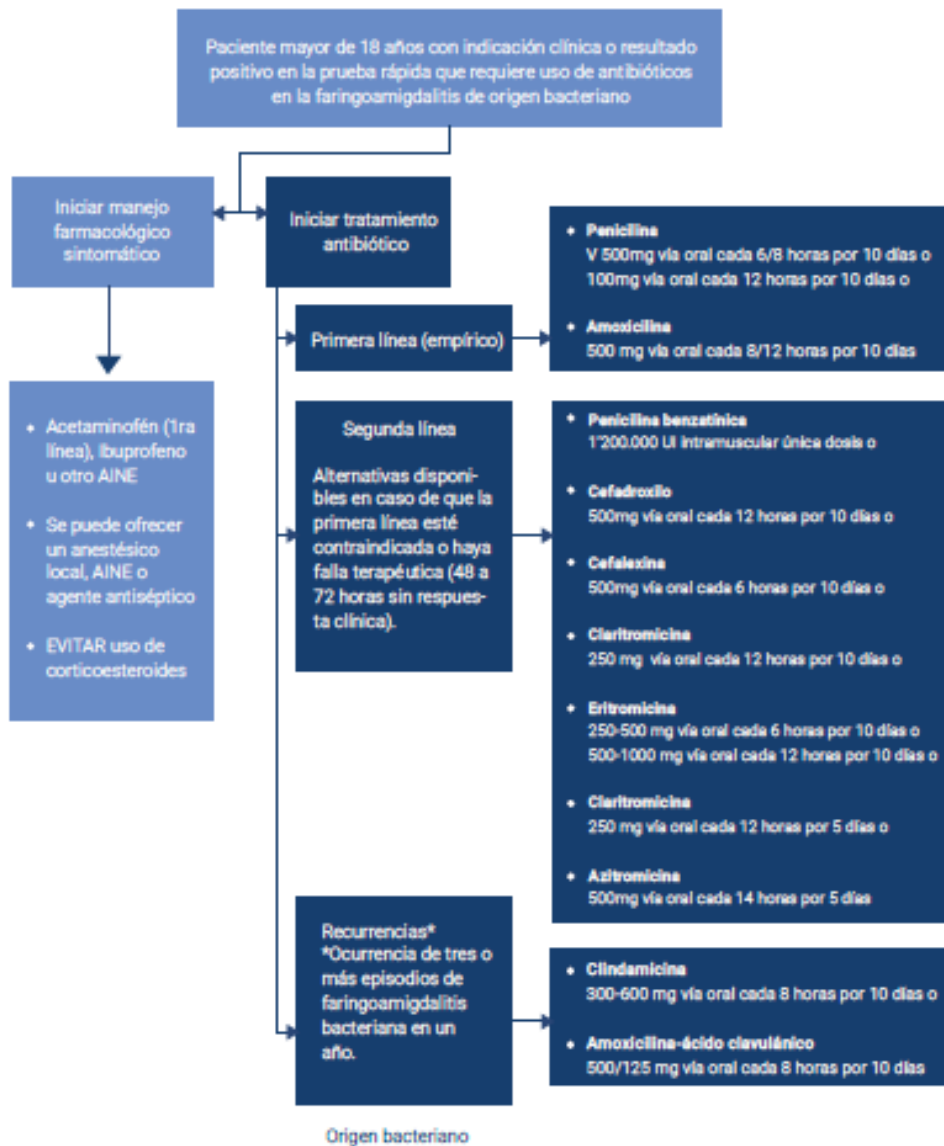 Paciente mayor de 18 años con indicación clínica o resultado
positivo en la prueba rápida que requiere uso de antibióticos
en la faringoamigdalitis de origen bacteriano
Iniciar manejo
farmacológico
sintomático
• Acetaminofén (1ra
línea), Ibuprofeno
u otro AINE
• Se puede ofrecer
un anestésico
local, AINE o
agente antiséptico
• EVITAR uso de
corticoesteroides
Iniciar tratamiento
antibiótico
Primera línea (empírico)
• Penicilina
V 500mg vía oral cada 6/8 horas por 10 días o
100mg vía oral cada 12 horas por 10 días o
• Amoxicilina
500 mg vía oral cada 8/12 horas por 10 días
Segunda línea
Alternativas disponi-
bles en caso de que la
primera línea esté
contraindicada o haya
falla terapéutica (48 a
72 horas sin respues-
ta clínica).
• Penicilina benzatínica
1'200.000 UI intramuscular única dosis o
• Cefadroxilo
500mg vía oral cada 12 horas por 10 días o
• Cefalexina
500mg vía oral cada 6 horas por 10 días o
• Claritromicina
250 mg vía oral cada 12 horas por 10 días o
• Eritromicina
250-500 mg vía oral cada 6 horas por 10 días o
500-1000 mg vía oral cada 12 horas por 10 días o
• Claritromicina
250 mg vía oral cada 12 horas por 5 días o
• Azitromicina
500mg vía oral cada 14 horas por 5 días
Recurrencias*
*Ocurrencia de tres o
más episodios de
faringoamigdalitis
bacteriana en un
año.
• Clindamicina
300-600 mg vía oral cada 8 horas por 10 días o
• Amoxicilina-ácido clavulánico
500/125 mg vía oral cada 8 horas por 10 días
Origen bacteriano